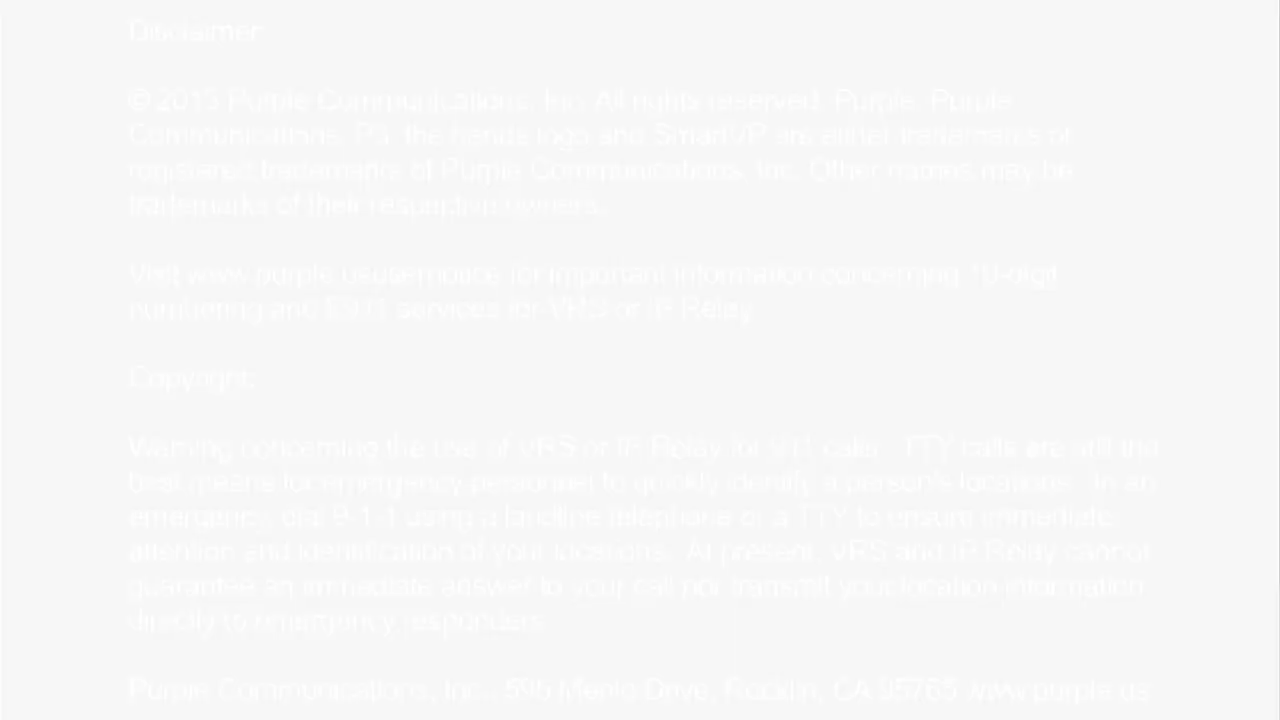 Disclaimer:
© 2013 Purple Communications, Inc. All rights reserved. Purple, Purple
Communications, P3, the hands logo and SmartVP are either trademarks or
registered trademarks of Purple Communications, Inc. Other names may be
trademarks of their respective owners.
Visit www.purple.us/usernotice for important information concerning 10-digit
numbering and E911 services for VRS or IP Relay.
Copyright:
Warning concerning the use of VRS or IP Relay for 911 calls: TTY calls are still the
best means for emergency personnel to quickly identify a person's locations. In an
emergency, dial 9-1-1 using a landline telephone or a TTY to ensure immediate
attention and identification of your locations. At present, VRS and IP Relay cannot
guarantee an immediate answer to your call nor transmit your location information
directly to emergency responders.
Purple Communications, Inc., 595 Menlo Drive, Rocklin, CA 95765 www.purple.us